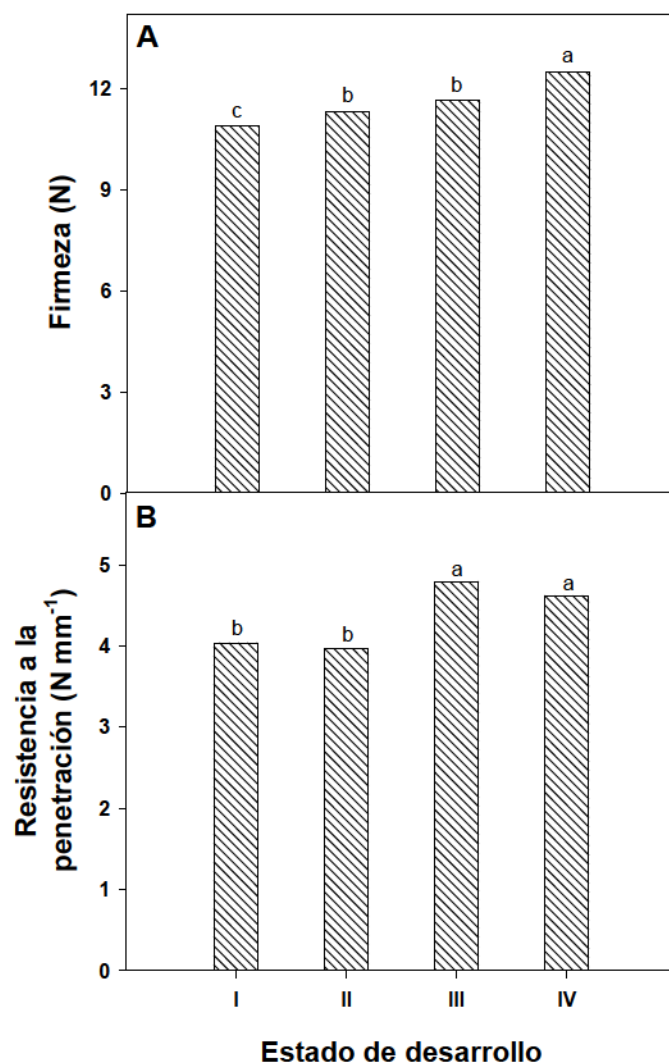 A
a
b
b
c
12
9
6
3
0
Firmeza (N)
B
a
a
b
b
5
4
3
2
1
0
Resistencia a la
penetración (N mm⁻¹)
I II III IV
Estado de desarrollo